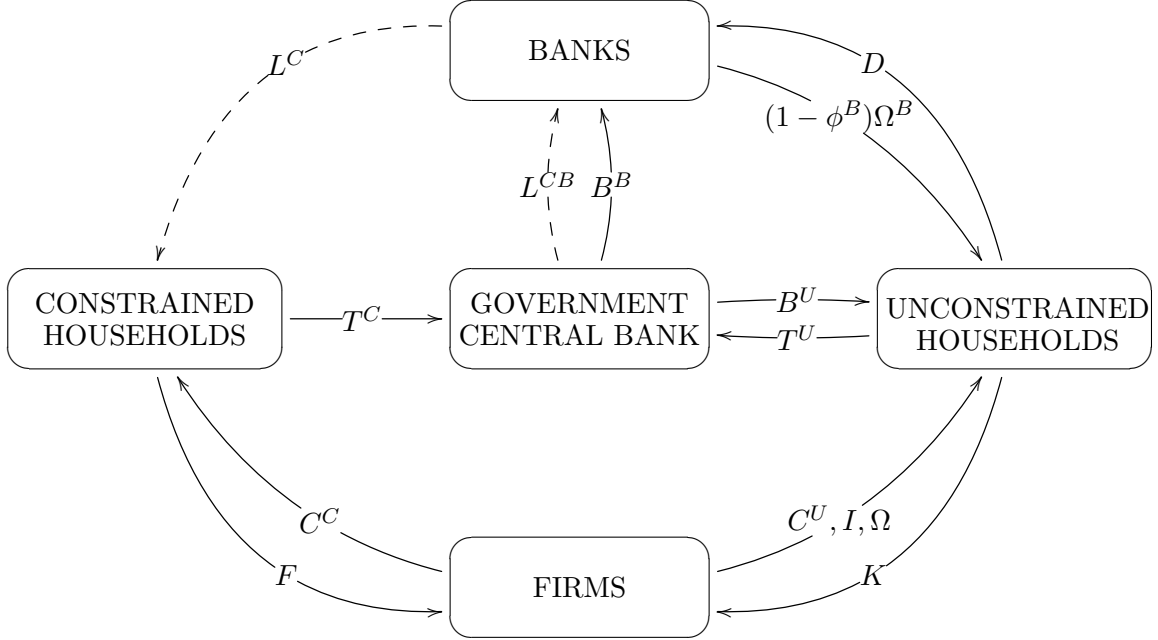 BANKS
L^C
D
(1 − ϕ^B)Ω^B
L^{CB}
B^B
CONSTRAINED
HOUSEHOLDS
T^C
GOVERNMENT
CENTRAL BANK
B^U
T^U
UNCONSTRAINED
HOUSEHOLDS
C^C
C^U, I, Ω
F
FIRMS
K